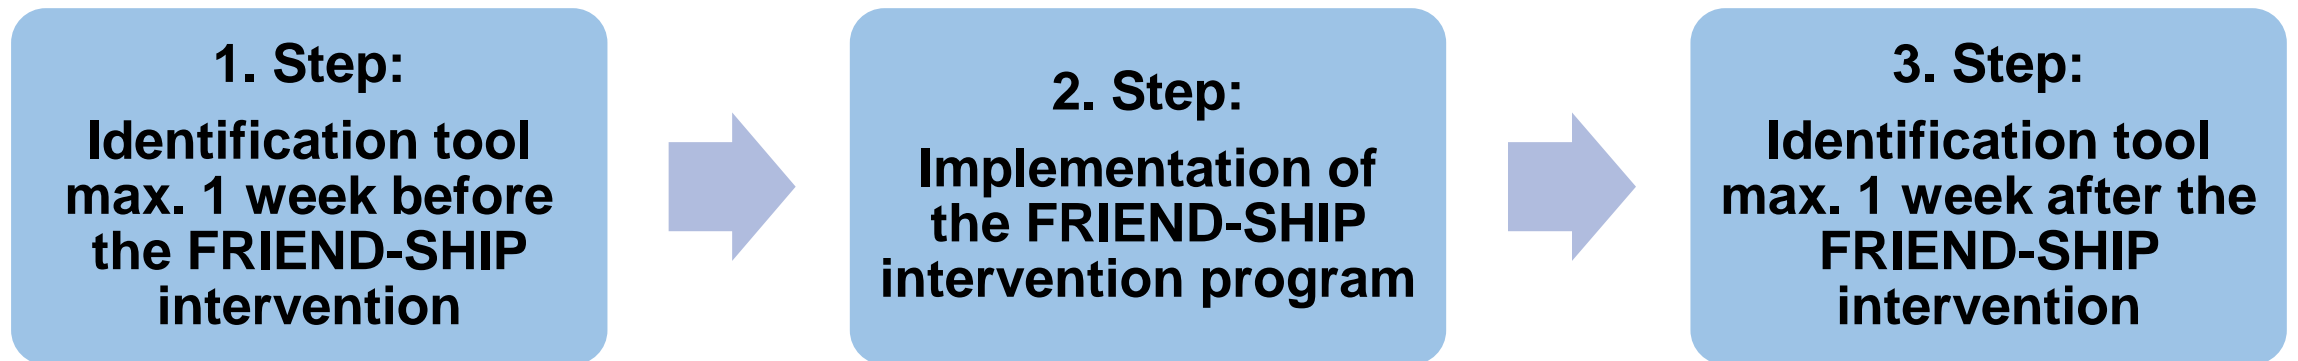 1. Step:
Identification tool
max. 1 week before
the FRIEND-SHIP
intervention
2. Step:
Implementation of
the FRIEND-SHIP
intervention program
3. Step:
Identification tool
max. 1 week after the
FRIEND-SHIP
intervention